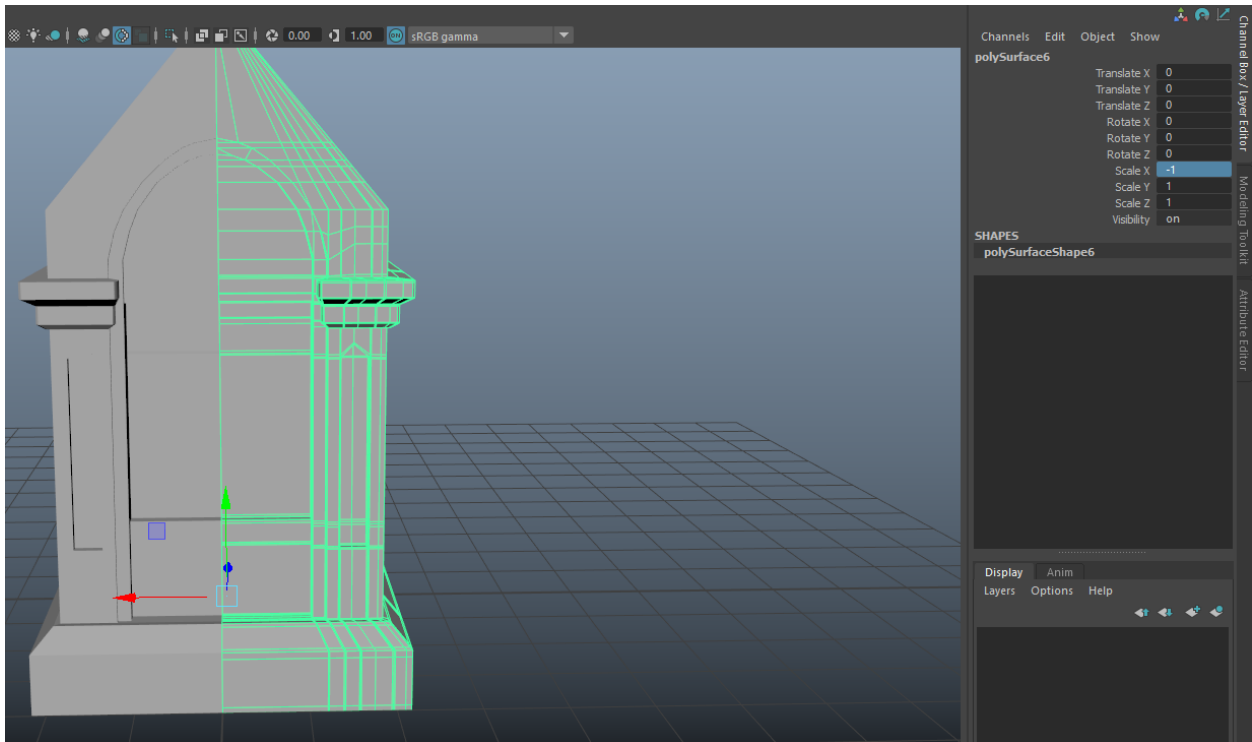 0.00 1.00 ON sRGB gamma
Channels Edit Object Show
polySurface6
Translate X 0
Translate Y 0
Translate Z 0
Rotate X 0
Rotate Y 0
Rotate Z 0
Scale X -1
Scale Y 1
Scale Z 1
Visibility on
SHAPES
polySurfaceShape6
Display Anim
Layers Options Help
Channel Box / Layer Editor
Modeling Toolkit
Attribute Editor